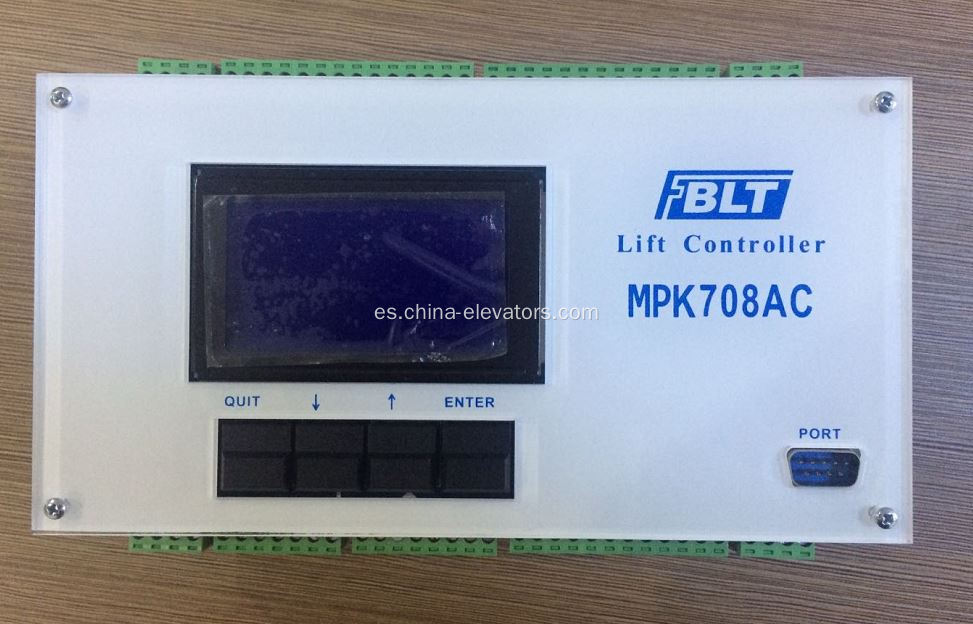 BLT
Lift Controller
MPK708AC
es.china-elevators.com
QUIT ↓ ↑ ENTER
PORT